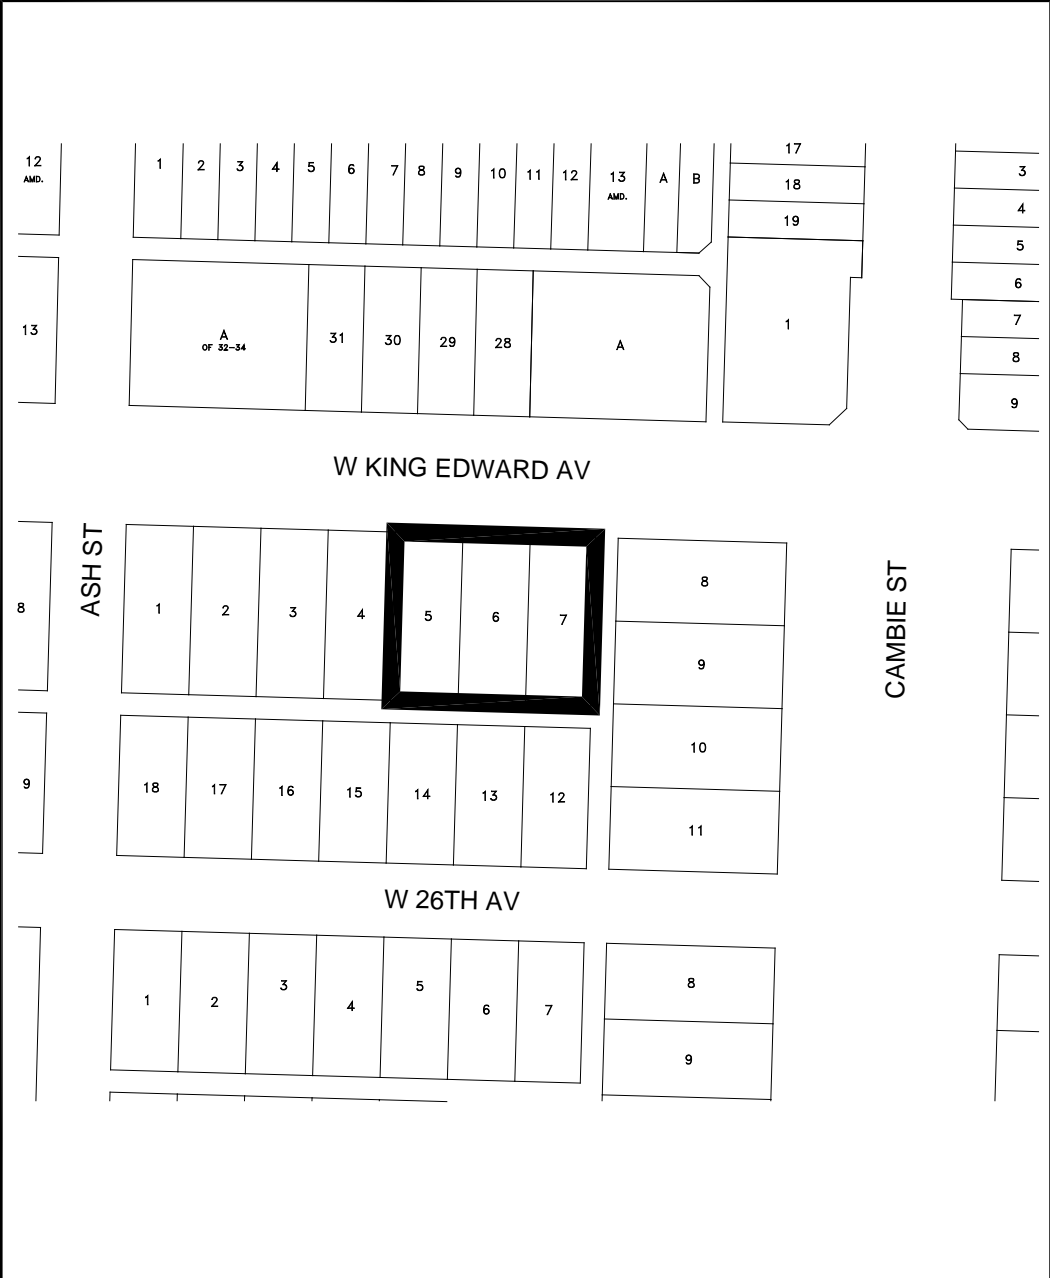 12
AMD.
1 2 3 4 5 6 7 8 9 10 11 12 13 A B
AMD.
17
18
19
3
4
5
6
7
8
9
13
A
OF 32-34
31 30 29 28 A
1
W KING EDWARD AV
ASH ST
CAMBIE ST
8
1 2 3 4 5 6 7
8
9
10
11
9
18 17 16 15 14 13 12
W 26TH AV
1 2 3 4 5 6 7
8
9